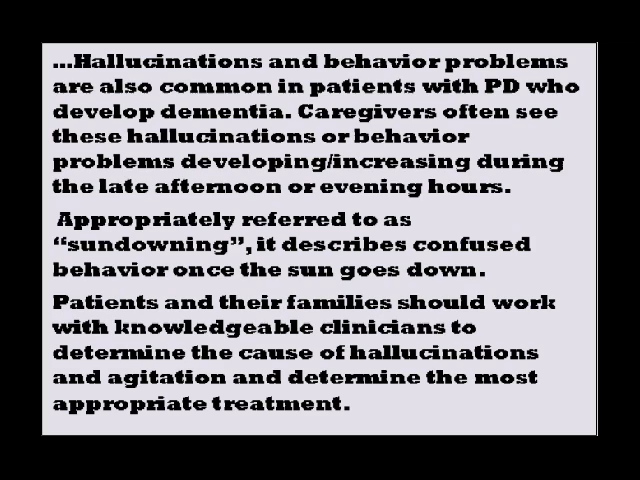 ...Hallucinations and behavior problems
are also common in patients with PD who
develop dementia. Caregivers often see
these hallucinations or behavior
problems developing/increasing during
the late afternoon or evening hours.
Appropriately referred to as
“sundowning”, it describes confused
behavior once the sun goes down.
Patients and their families should work
with knowledgeable clinicians to
determine the cause of hallucinations
and agitation and determine the most
appropriate treatment.